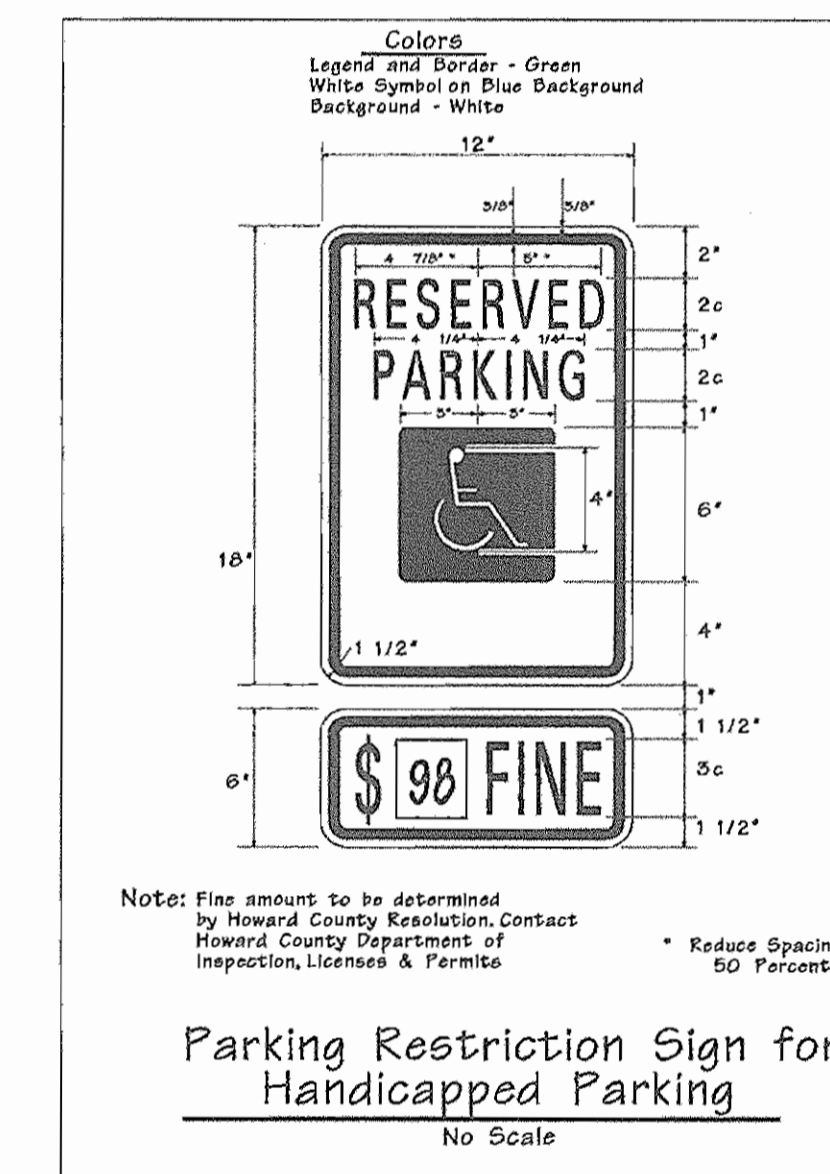 Colors
Legend and Border - Green
White Symbol on Blue Background
Background - White
12"
3/8" 3/8"
2"
4 7/8" * 5" *
RESERVED
2c
4 1/4" 4 1/4"
1"
PARKING
2c
5" 5"
1"
4"
6"
18"
4"
1 1/2"
1"
1 1/2"
6"
$ 98 FINE
3c
1 1/2"
Note: Fine amount to be determined
by Howard County Resolution. Contact
Howard County Department of
Inspection, Licenses & Permits
* Reduce Spacin
50 Percent
Parking Restriction Sign for
Handicapped Parking
No Scale